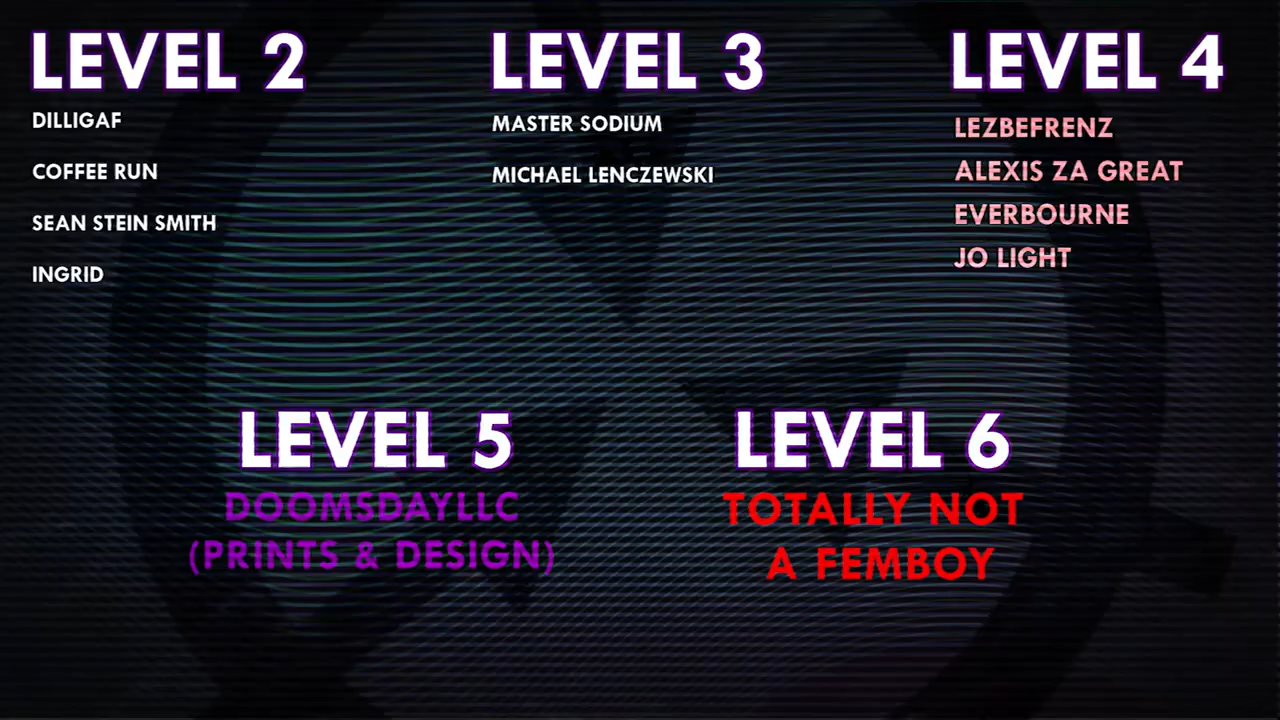 LEVEL 2
DILLIGAF
COFFEE RUN
SEAN STEIN SMITH
INGRID
LEVEL 3
MASTER SODIUM
MICHAEL LENCZEWSKI
LEVEL 4
LEZBEFRENZ
ALEXIS ZA GREAT
EVERBOURNE
JO LIGHT
LEVEL 5
DOOMSDAYLLC
(PRINTS & DESIGN)
LEVEL 6
TOTALLY NOT
A FEMBOY